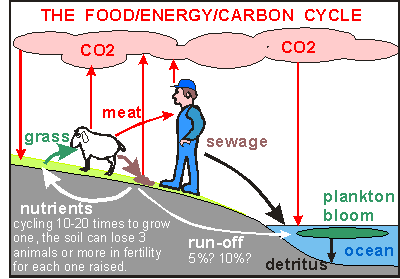 THE FOOD/ENERGY/CARBON CYCLE
CO2
CO2
meat
grass
sewage
nutrients
cycling 10-20 times to grow
one, the soil can lose 3
animals or more in fertility
for each one raised.
run-off
5%? 10%?
plankton
bloom
ocean
detritus